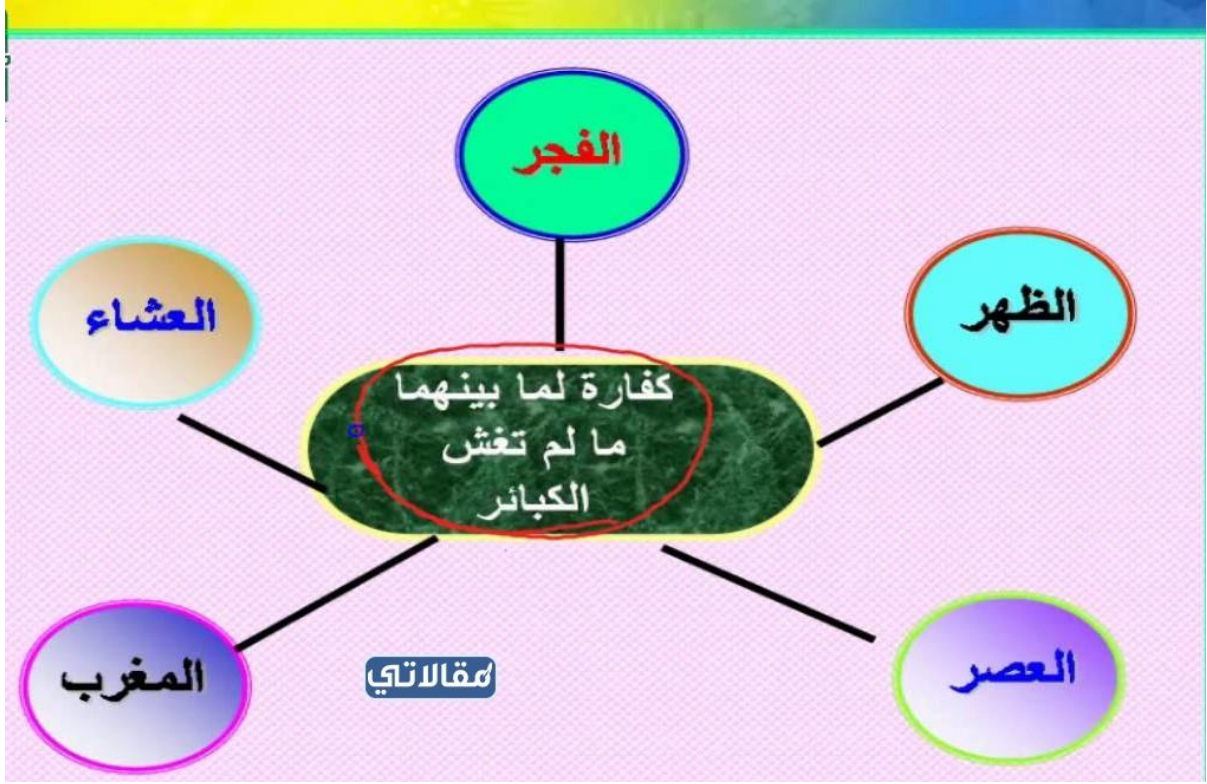 الفجر
الظهر
العشاء
كفارة لما بينهما
ما لم تغش
الكبائر
العصر
المغرب
مقالاتي